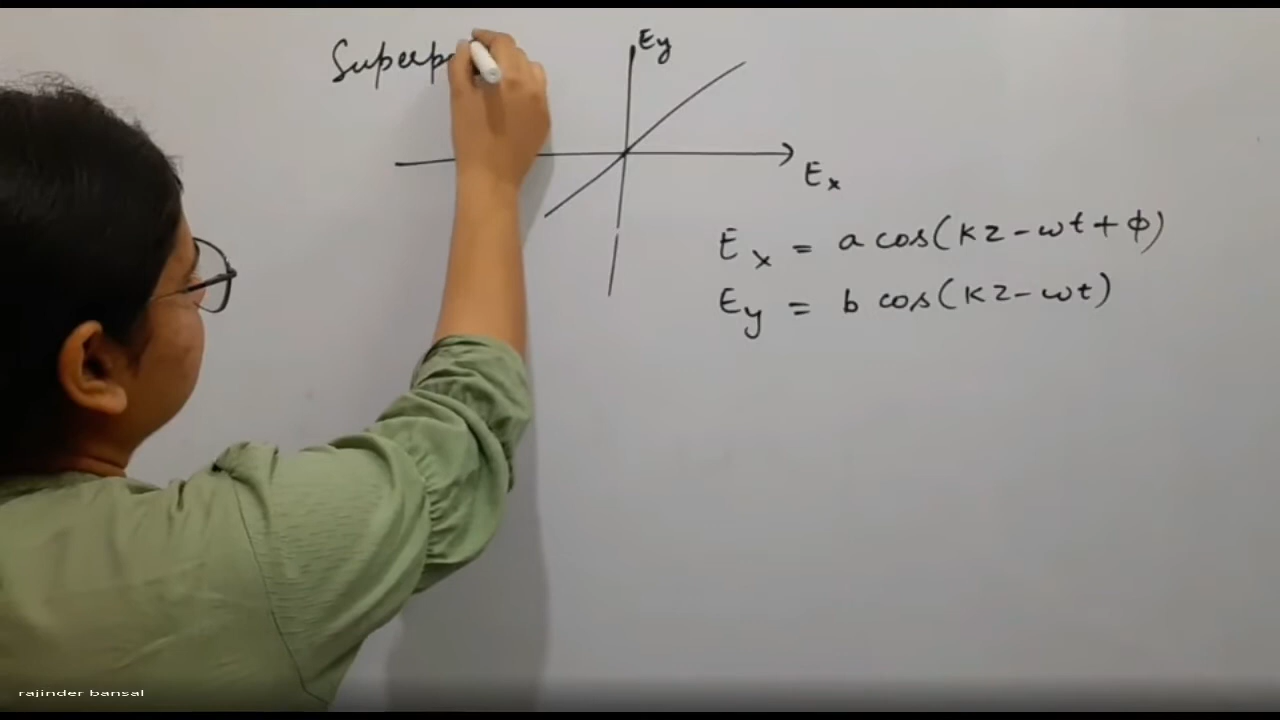 Superp
Ey
Ex
Ex = a cos(kz-ωt+φ)
Ey = b cos(kz-ωt)
rajinder bansal